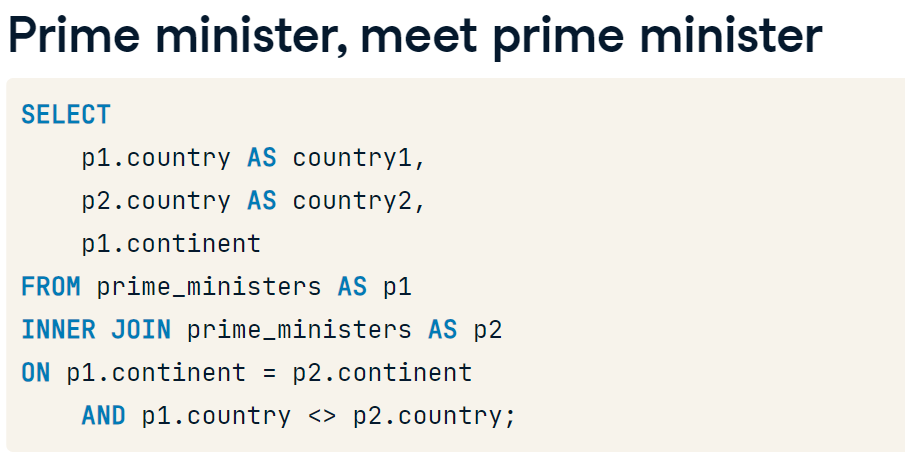 Prime minister, meet prime minister
SELECT
    p1.country AS country1,
    p2.country AS country2,
    p1.continent
FROM prime_ministers AS p1
INNER JOIN prime_ministers AS p2
ON p1.continent = p2.continent
    AND p1.country <> p2.country;